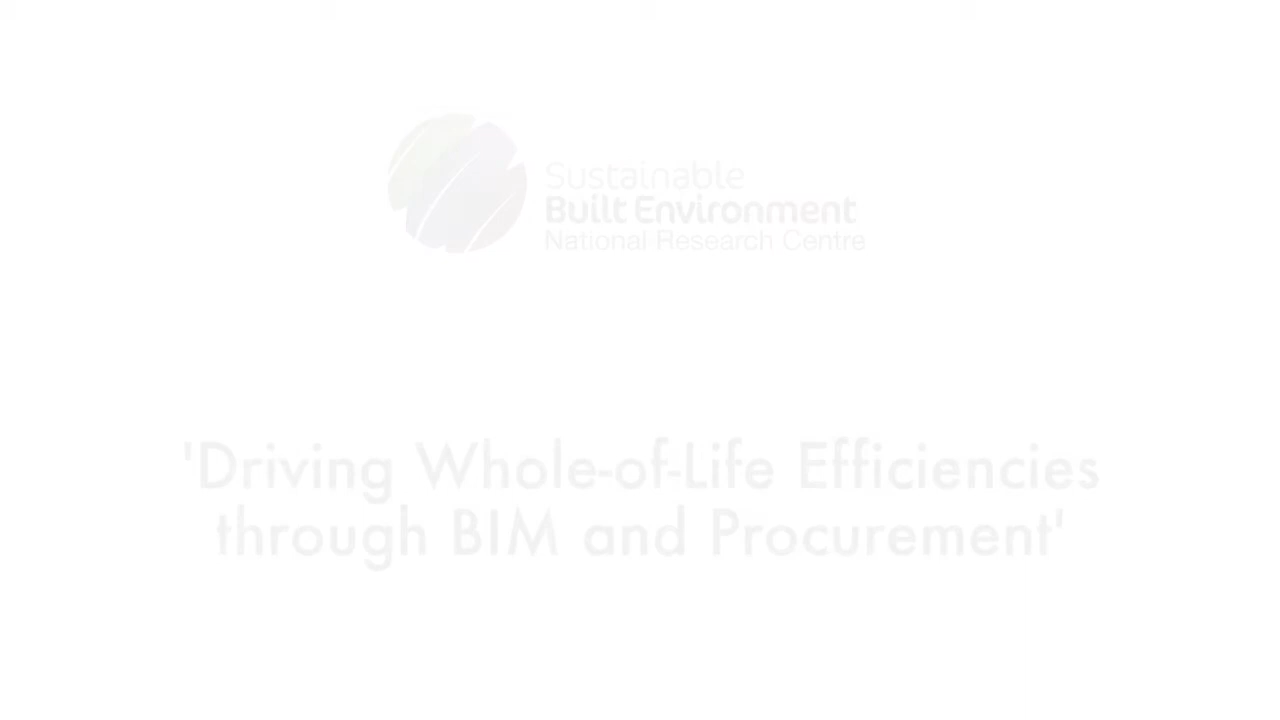 Sustainable
Built Environment
National Research Centre
'Driving Whole-of-Life Efficiencies
through BIM and Procurement'